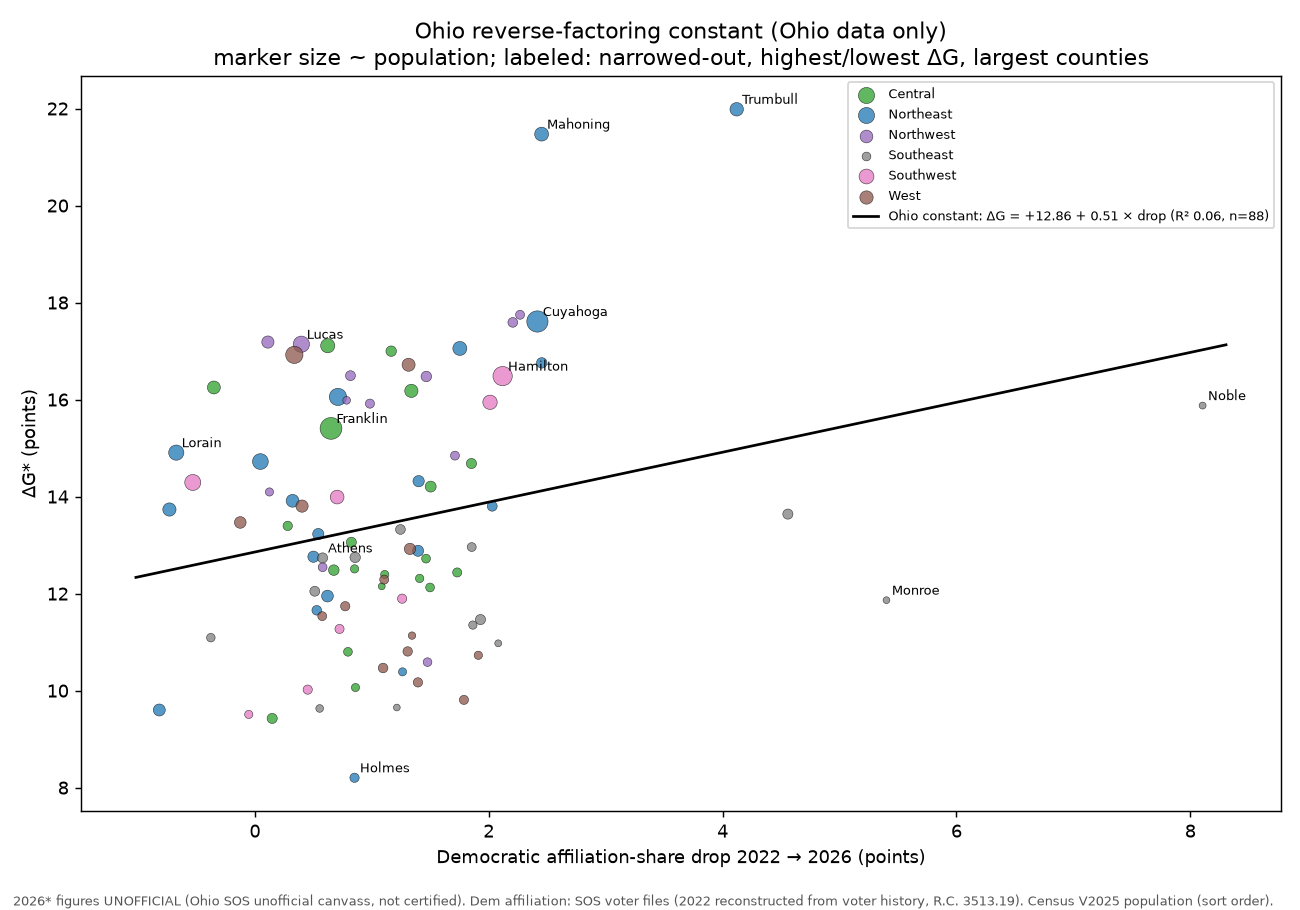 Ohio reverse-factoring constant (Ohio data only)
marker size ~ population; labeled: narrowed-out, highest/lowest ΔG, largest counties
ΔG* (points)
22
20
18
16
14
12
10
8
Trumbull
Mahoning
Cuyahoga
Lucas
Hamilton
Noble
Franklin
Lorain
Athens
Monroe
Holmes
Central
Northeast
Northwest
Southeast
Southwest
West
Ohio constant: ΔG = +12.86 + 0.51 × drop (R² 0.06, n=88)
0 2 4 6 8
Democratic affiliation-share drop 2022 → 2026 (points)
2026* figures UNOFFICIAL (Ohio SOS unofficial canvass, not certified). Dem affiliation: SOS voter files (2022 reconstructed from voter history, R.C. 3513.19). Census V2025 population (sort order).